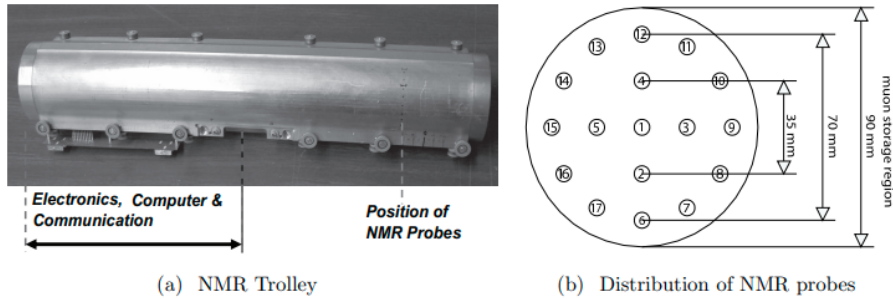 Electronics, Computer &
Communication
Position of
NMR Probes
(a) NMR Trolley
12
13
11
14
4
10
15
5
1
3
9
16
2
8
17
7
6
35 mm
70 mm
muon storage region
90 mm
(b) Distribution of NMR probes